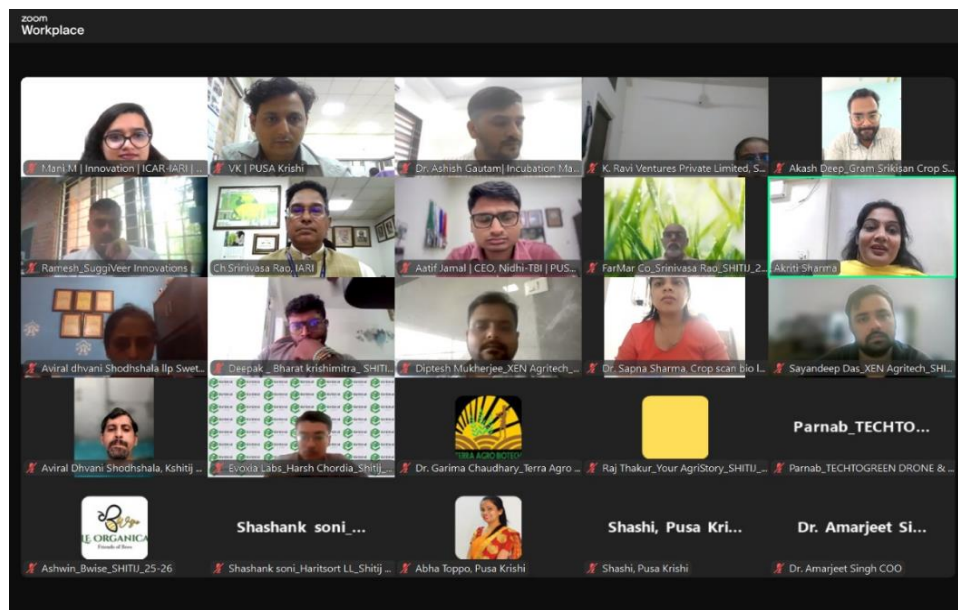 zoom
Workplace
Mani M | Innovation | ICAR-IARI | ...
VK | PUSA Krishi
Dr. Ashish Gautam| Incubation Ma...
K. Ravi Ventures Private Limited, S...
Akash Deep_Gram Srikisan Crop S...
Ramesh_SuggiVeer Innovations
Ch Srinivasa Rao, IARI
Aatif Jamal | CEO, Nidhi-TBI | PUS...
FarMar Co_Srinivasa Rao_SHITIJ_2...
Akriti Sharma
Aviral dhvani Shodhshala llp Swet...
Deepak _ Bharat krishimitra_ SHITI...
Diptesh Mukherjee_XEN Agritech_...
Dr. Sapna Sharma, Crop scan bio l...
Sayandeep Das_XEN Agritech_SHI...
Parnab_TECHTO...
Aviral Dhvani Shodhshala, Kshitij ...
Evoxia Labs_Harsh Chordia_Shitij_...
TERRA AGRO BIOTECH
Dr. Garima Chaudhary_Terra Agro ...
Raj Thakur_Your AgriStory_SHITIJ_...
Parnab_TECHTOGREEN DRONE & ...
LE ORGANICA
Friends of Bees
Shashank soni_...
Shashi, Pusa Kri...
Dr. Amarjeet Si...
Ashwin_Bwise_SHITIJ_25-26
Shashank soni_Haritsort LL_Shitij ...
Abha Toppo, Pusa Krishi
Shashi, Pusa Krishi
Dr. Amarjeet Singh COO